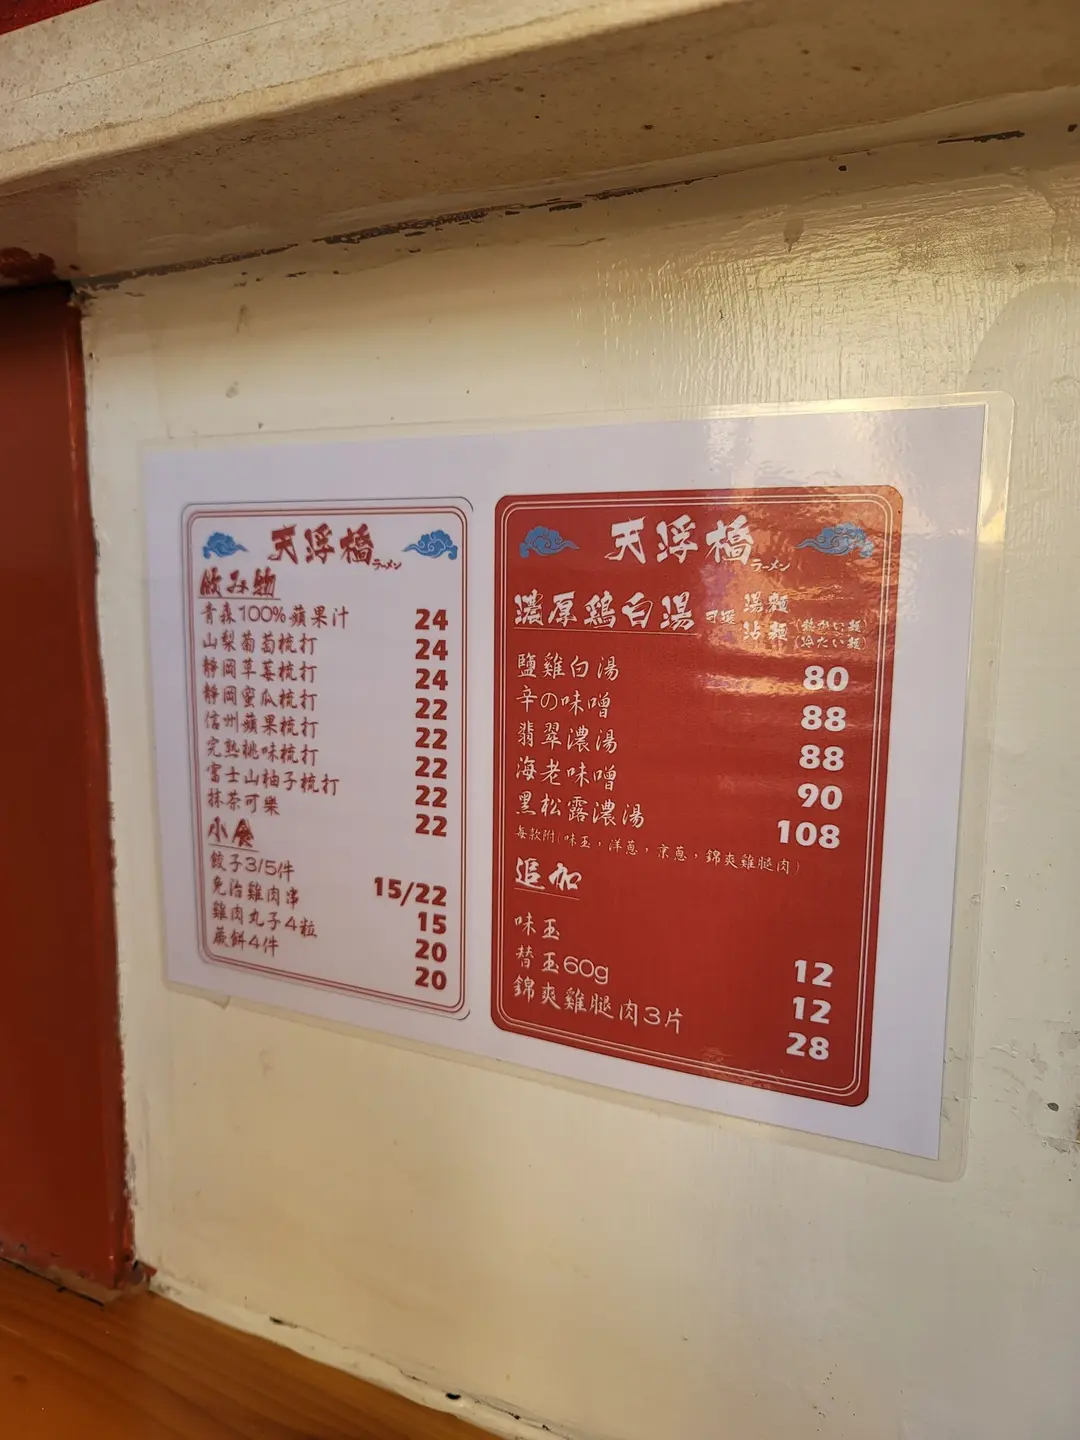 天浮橋
ラーメン
飲み物
青森100%蘋果汁 24
山梨葡萄梳打 24
靜岡草莓梳打 24
靜岡蜜瓜梳打 22
信州蘋果梳打 22
完熟桃味梳打 22
富士山柚子梳打 22
抹茶可樂 22
小食
餃子3/5件 15/22
免治雞肉串 15
雞肉丸子4粒 20
蕨餅4件 20
天浮橋
ラーメン
濃厚鶏白湯 可選 湯麵
沾麵
(冷たい麵)
鹽雞白湯 80
辛の味噌 88
翡翠濃湯 88
海老味噌 90
黑松露濃湯 108
每款附(味玉，洋蔥，京蔥，錦爽雞腿肉)
追加
味玉 12
替玉60g 12
錦爽雞腿肉3片 28